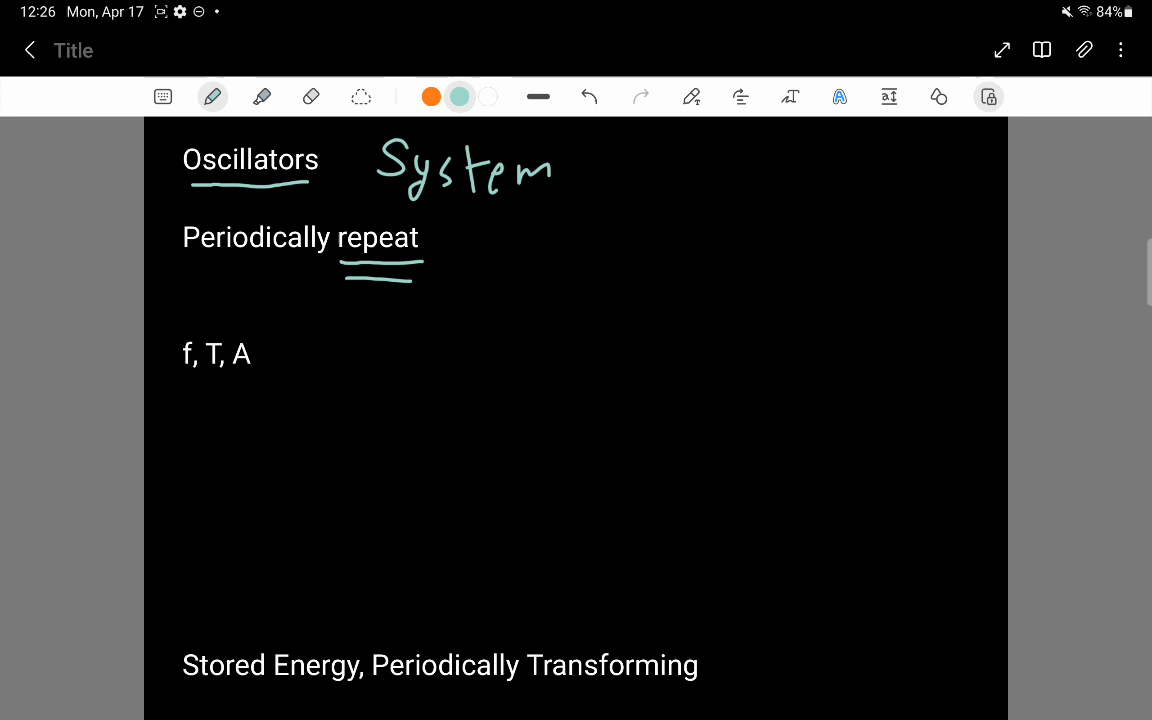 12:26 Mon, Apr 17 84%
Title
Oscillators System
Periodically repeat
f, T, A
Stored Energy, Periodically Transforming